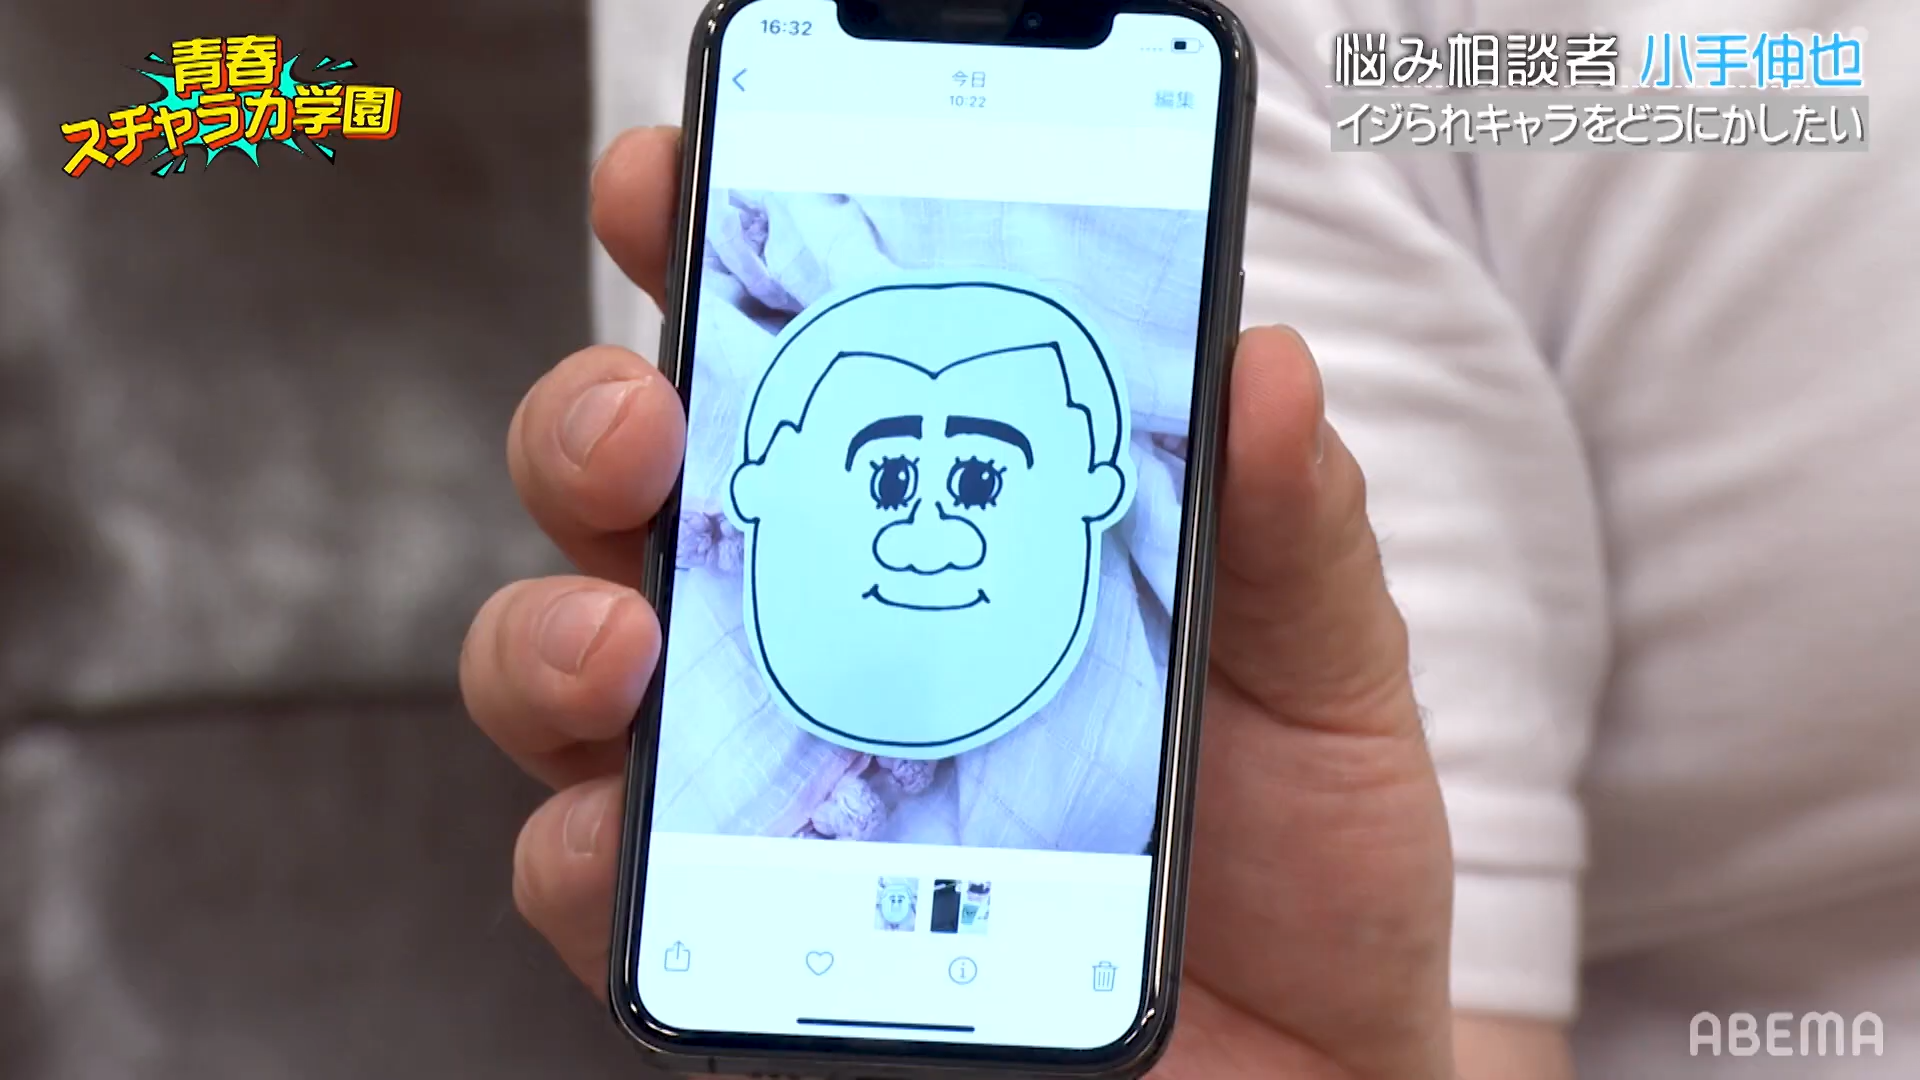 青春
スチャラカ学園
悩み相談者 小手伸也
イジられキャラをどうにかしたい
16:32
今日
10:22
編集
ABEMA